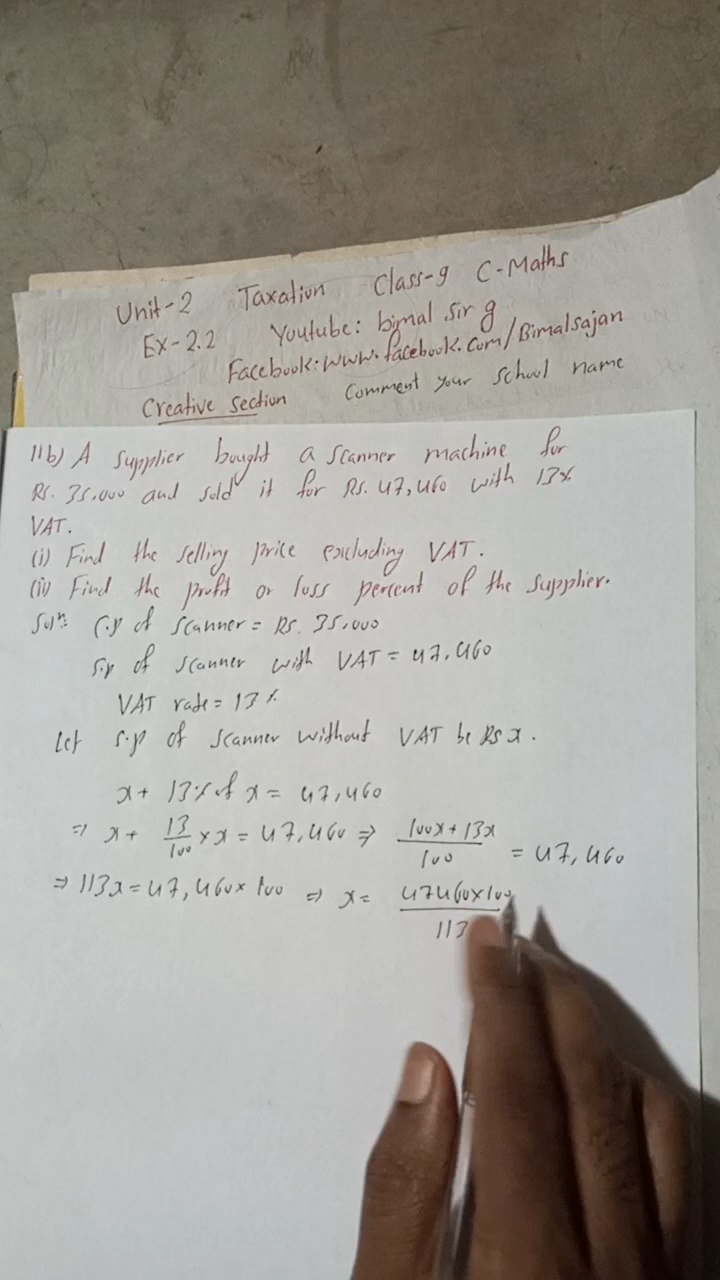 Unit-2 Taxation Class-9 C-Maths
Ex-2.2 Youtube: bimal sir g
Facebook: www.facebook.com/Bimalsajan
Creative section Comment your school name
11b) A supplier bought a scanner machine for
Rs. 35,000 and sold it for Rs. 47,460 with 13%
VAT.
(i) Find the selling price excluding VAT.
(ii) Find the profit or loss percent of the supplier.
Solⁿ: C.p of scanner = Rs. 35,000
S.p of scanner with VAT = 47,460
VAT rate = 13%
Let S.p of scanner without VAT be Rs x.
x + 13% of x = 47,460
⇒ x + 13/100 × x = 47,460 ⇒ 100x + 13x / 100 = 47,460
⇒ 113x = 47,460 × 100 ⇒ x = 47460×100 / 113